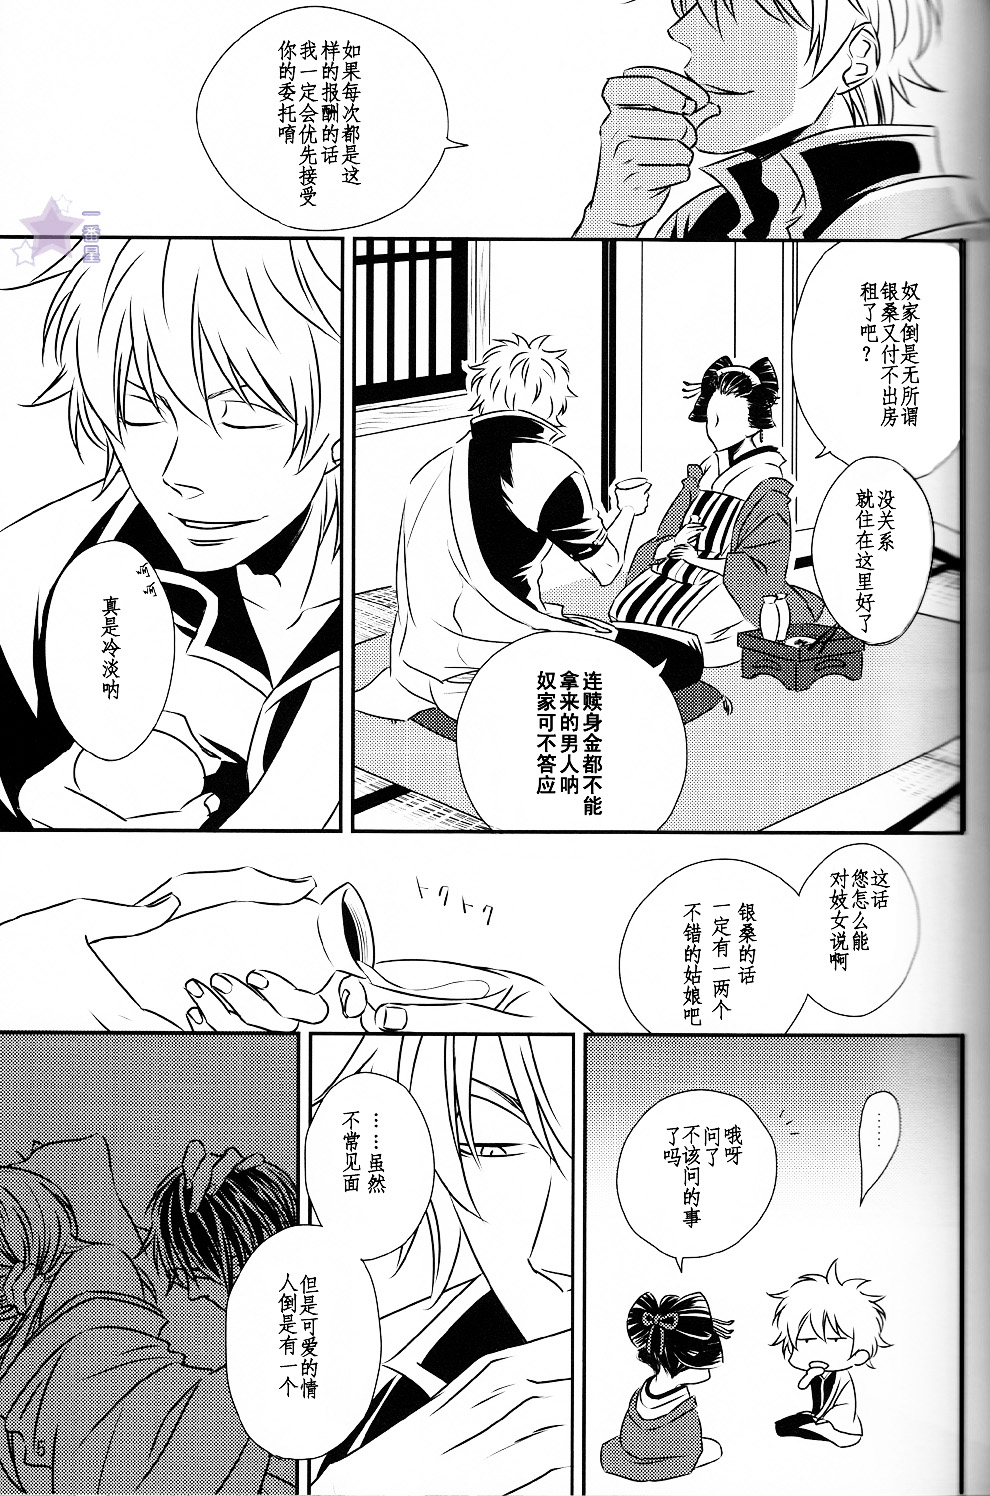 如果每次都是这
样的报酬的话
我一定会优先接受
你的委托唷
一番星
奴家倒是无所谓
银桑又付不出房
租了吧？
没关系
就住在这里好了
连赎身金都不能
拿来的男人呐
奴家可不答应
呵
呵
真是冷淡呐
这话
您怎么能
对妓女说啊
银桑的话
一定有一两个
不错的姑娘吧
トクトク
……
哦呀
问了
不该问的事
了吗
……虽然
不常见面
但是可爱的情
人倒是有一个